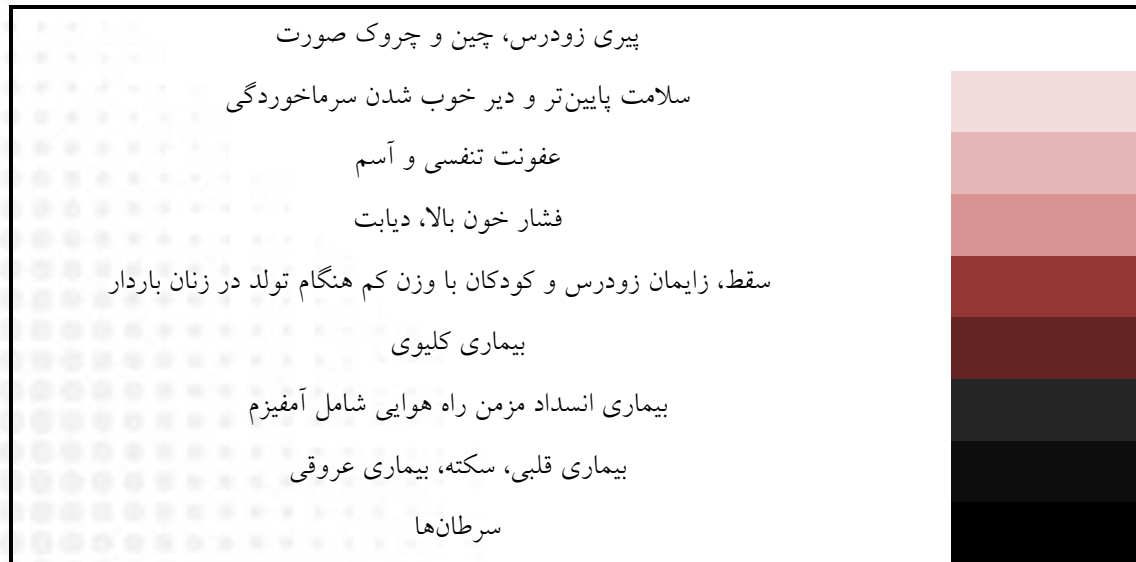 پیری زودرس، چین و چروک صورت
سلامت پایین‌تر و دیر خوب شدن سرماخوردگی
عفونت تنفسی و آسم
فشار خون بالا، دیابت
سقط، زایمان زودرس و کودکان با وزن کم هنگام تولد در زنان باردار
بیماری کلیوی
بیماری انسداد مزمن راه هوایی شامل آمفیزم
بیماری قلبی، سکته، بیماری عروقی
سرطان‌ها